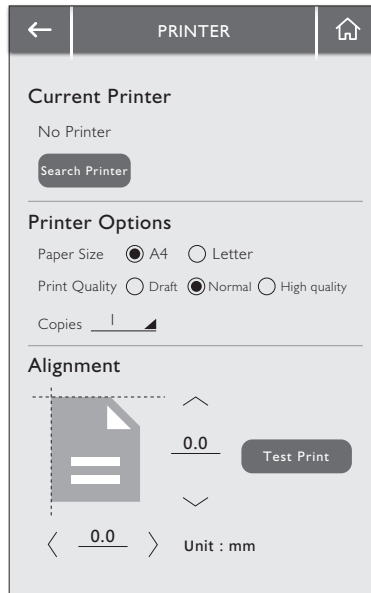 PRINTER
Current Printer
No Printer
Search Printer
Printer Options
Paper Size A4 Letter
Print Quality Draft Normal High quality
Copies 1
Alignment
0.0
Test Print
0.0 Unit : mm